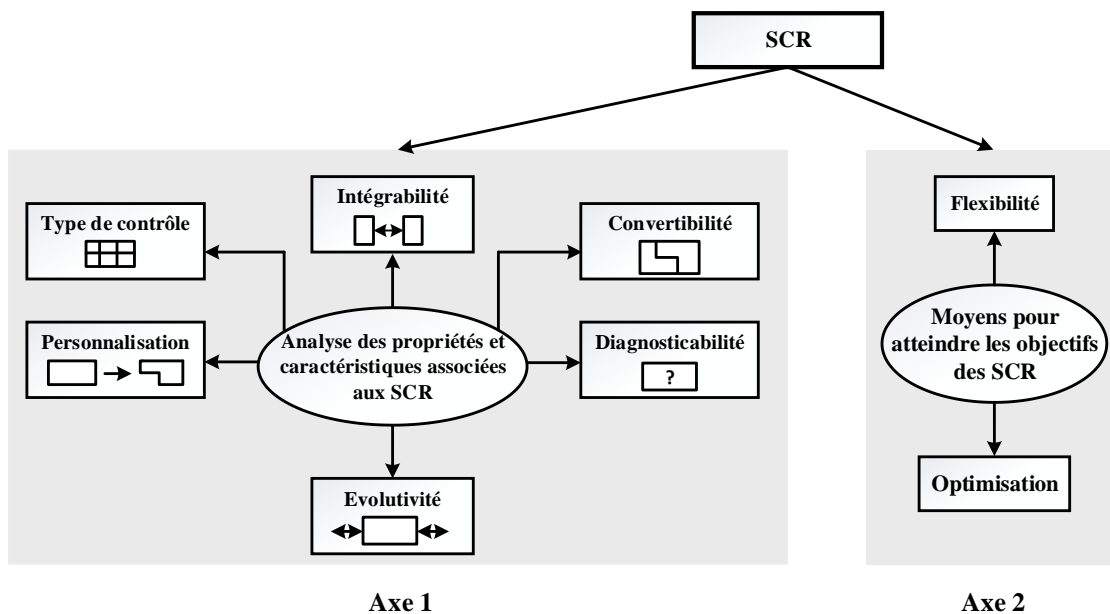 SCR
Intégrabilité
Type de contrôle
Convertibilité
Personnalisation
Analyse des propriétés et
caractéristiques associées
aux SCR
Diagnosticabilité
?
Evolutivité
Flexibilité
Moyens pour
atteindre les objectifs
des SCR
Optimisation
Axe 1
Axe 2